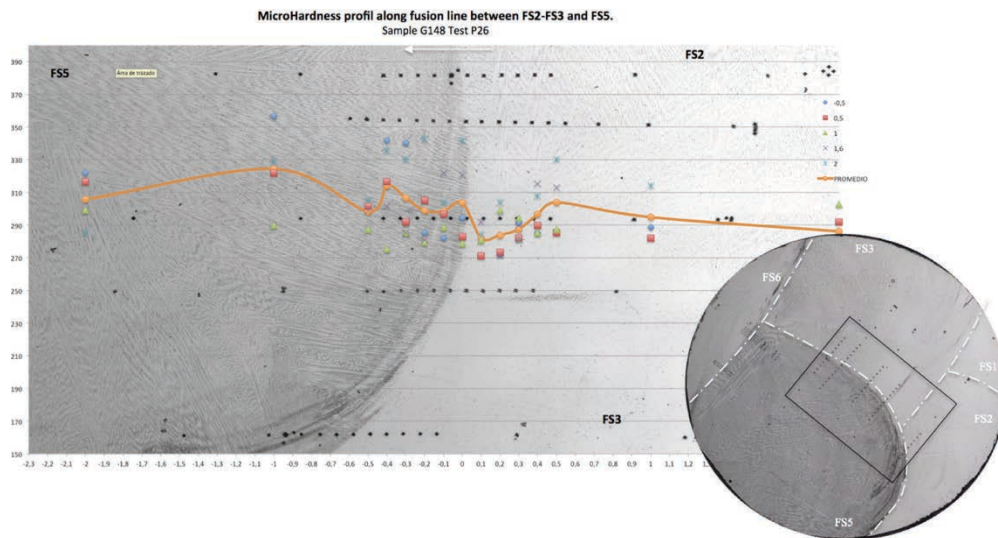 MicroHardness profil along fusion line between FS2-FS3 and FS5.
Sample G148 Test P26
390
370
350
330
310
290
270
250
230
210
190
170
150
FS5
Área de trazado
FS2
-0,5
0,5
1
1,6
2
PROMEDIO
FS3
-2,3 -2,2 -2,1 -2 -1,9 -1,8 -1,7 -1,6 -1,5 -1,4 -1,3 -1,2 -1,1 -1 -0,9 -0,8 -0,7 -0,6 -0,5 -0,4 -0,3 -0,2 -0,1 0 0,1 0,2 0,3 0,4 0,5 0,6 0,7 0,8 0,9 1 1,1 1,2
FS3
FS6
FS1
FS2
FS5